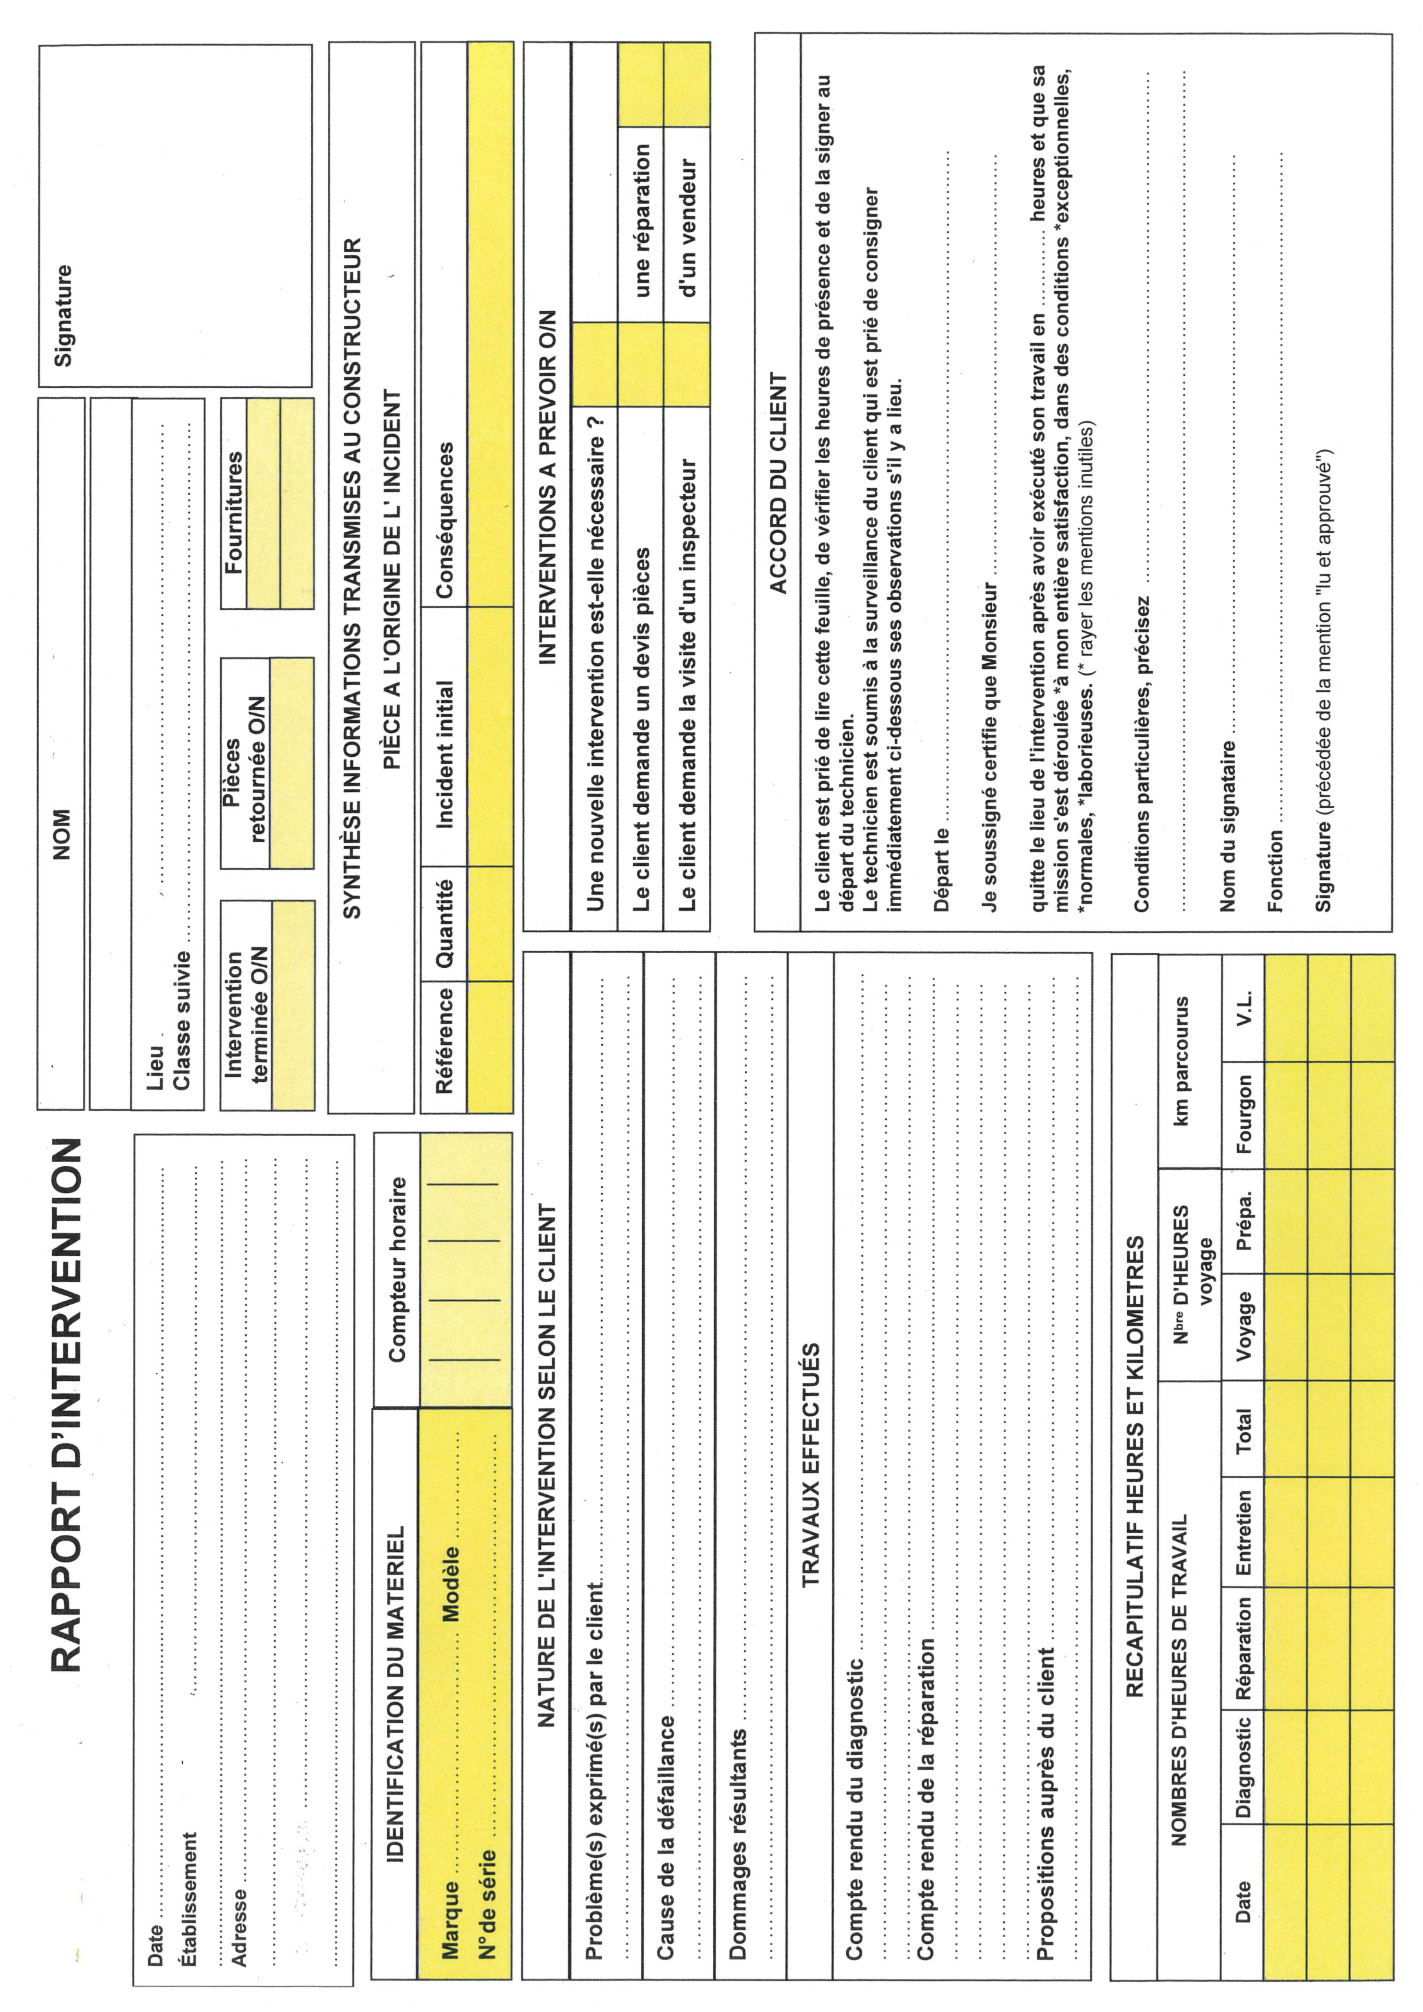 RAPPORT D'INTERVENTION
Date
Établissement
Adresse
NOM
Lieu
Classe suivie
Signature
Intervention
terminée O/N
Pièces
retournée O/N
Fournitures
IDENTIFICATION DU MATERIEL
Compteur horaire
Marque Modèle
N° de série
SYNTHÈSE INFORMATIONS TRANSMISES AU CONSTRUCTEUR
PIÈCE A L'ORIGINE DE L' INCIDENT
Référence Quantité Incident initial Conséquences
NATURE DE L'INTERVENTION SELON LE CLIENT
Problème(s) exprimé(s) par le client
Cause de la défaillance
Dommages résultants
TRAVAUX EFFECTUÉS
Compte rendu du diagnostic
Compte rendu de la réparation
Propositions auprès du client
INTERVENTIONS A PREVOIR O/N
Une nouvelle intervention est-elle nécessaire ?
Le client demande un devis pièces une réparation
Le client demande la visite d'un inspecteur d'un vendeur
ACCORD DU CLIENT
Le client est prié de lire cette feuille, de vérifier les heures de présence et de la signer au
départ du technicien.
Le technicien est soumis à la surveillance du client qui est prié de consigner
immédiatement ci-dessous ses observations s'il y a lieu.
Départ le
Je soussigné certifie que Monsieur
quitte le lieu de l'intervention après avoir exécuté son travail en .......... heures et que sa
mission s'est déroulée *à mon entière satisfaction, dans des conditions *exceptionnelles,
*normales, *laborieuses. (* rayer les mentions inutiles)
Conditions particulières, précisez
Nom du signataire
Fonction
Signature (précédée de la mention "lu et approuvé")
RECAPITULATIF HEURES ET KILOMETRES
NOMBRES D'HEURES DE TRAVAIL
Nbre D'HEURES
voyage
km parcourus
Date Diagnostic Réparation Entretien Total Voyage Prépa. Fourgon V.L.